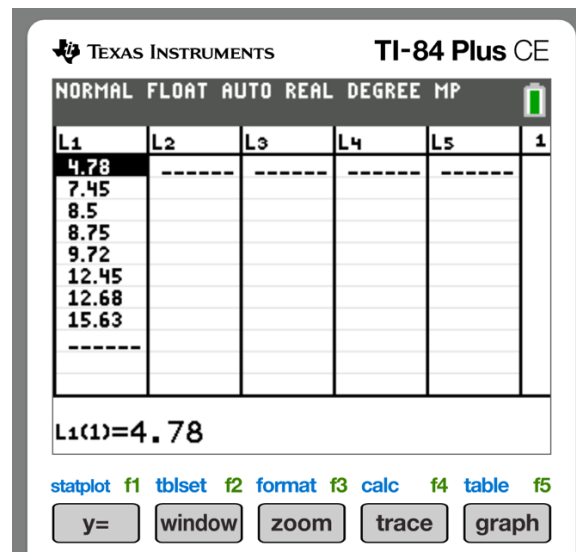 TEXAS INSTRUMENTS TI-84 Plus CE
NORMAL FLOAT AUTO REAL DEGREE MP
L1 L2 L3 L4 L5 1
4.78 ------ ------ ------ ------
7.45
8.5
8.75
9.72
12.45
12.68
15.63
------
L1(1)=4.78
statplot f1 tblset f2 format f3 calc f4 table f5
y= window zoom trace graph